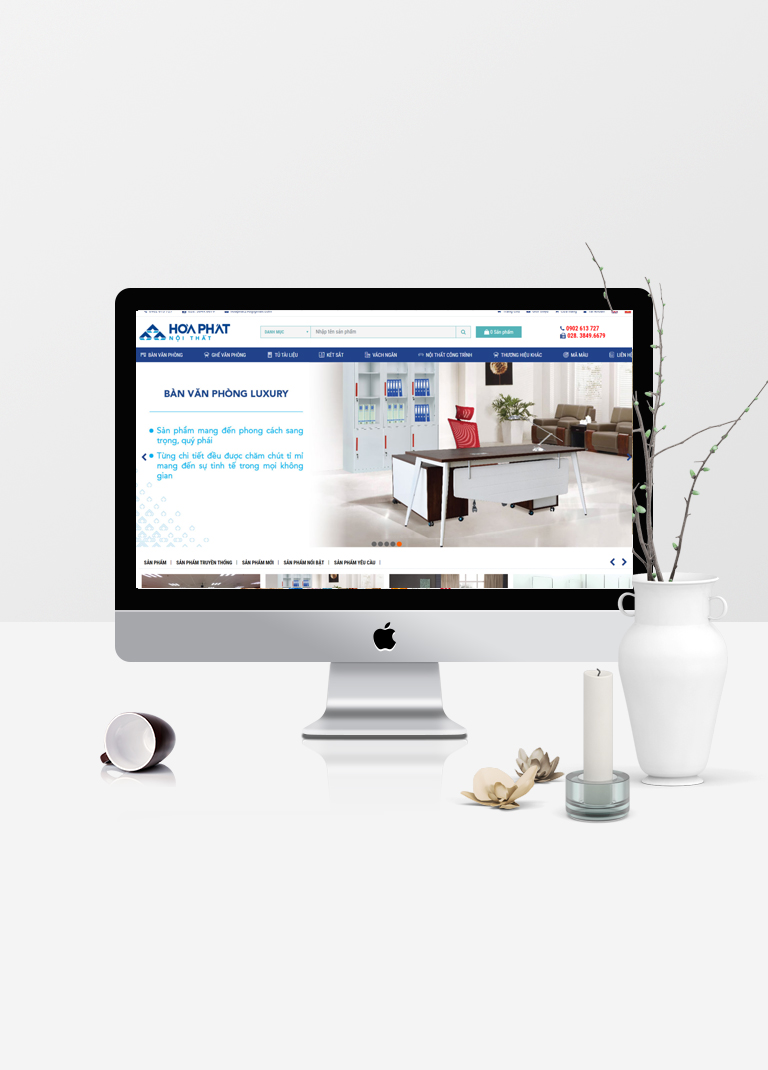 HÒA PHÁT
NỘI THẤT
DANH MỤC
Nhập tên sản phẩm
0 Sản phẩm
0902 613 727
028. 3849.6679
BÀN VĂN PHÒNG
GHẾ VĂN PHÒNG
TỦ TÀI LIỆU
KÉT SẮT
VÁCH NGĂN
NỘI THẤT CÔNG TRÌNH
THƯƠNG HIỆU KHÁC
MÃ MÀU
LIÊN HỆ
BÀN VĂN PHÒNG LUXURY
Sản phẩm mang đến phong cách sang
trọng, quý phái
Từng chi tiết đều được chăm chút tỉ mỉ
mang đến sự tinh tế trong mọi không
gian
SẢN PHẨM | SẢN PHẨM TRUYỀN THỐNG | SẢN PHẨM MỚI | SẢN PHẨM NỔI BẬT | SẢN PHẨM YÊU CẦU |